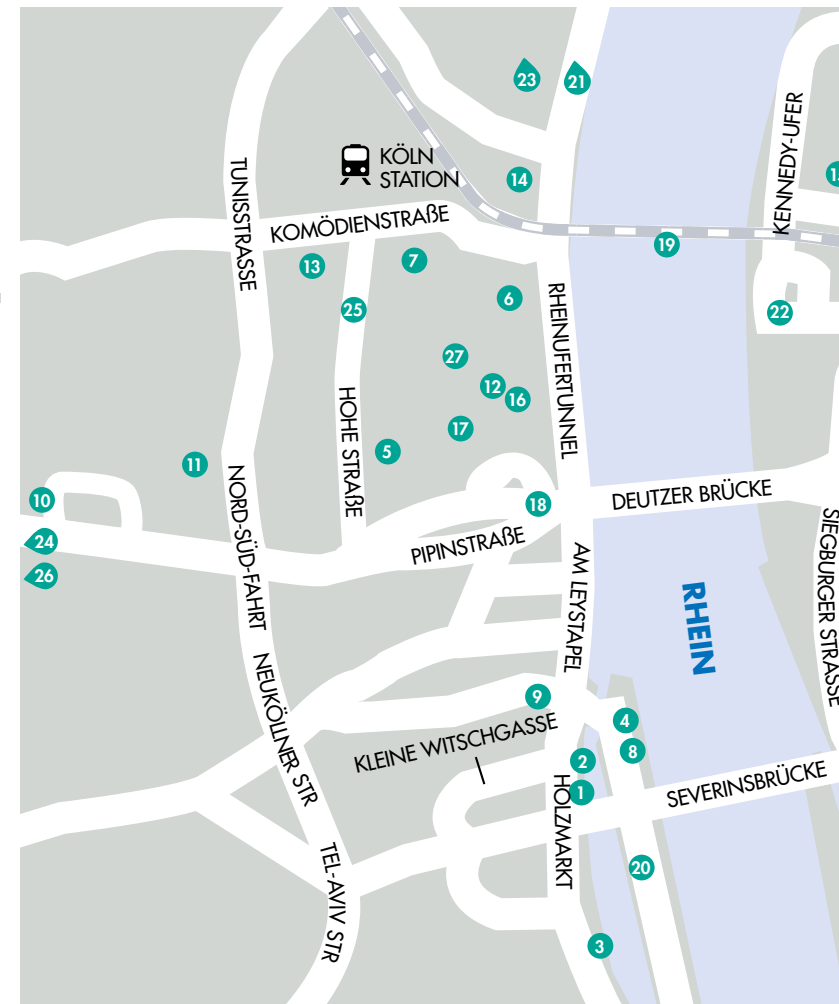 23
21
KENNEDY-UFER
KÖLN
STATION
14
TUNISSTRASSE
KOMÖDIENSTRAßE
19
13
7
25
6
RHEINUFERTUNNEL
22
27
12
16
HOHE STRAßE
17
5
11
10
NORD-SÜD-FAHRT
18
DEUTZER BRÜCKE
SIEGBURGER STRASSE
24
PIPINSTRAßE
26
AM LEYSTAPEL
RHEIN
NEUKÖLLNER STR
9
4
KLEINE WITSCHGASSE
8
2
1
HOLZMARKT
SEVERINSBRÜCKE
TEL-AVIV STR
20
3